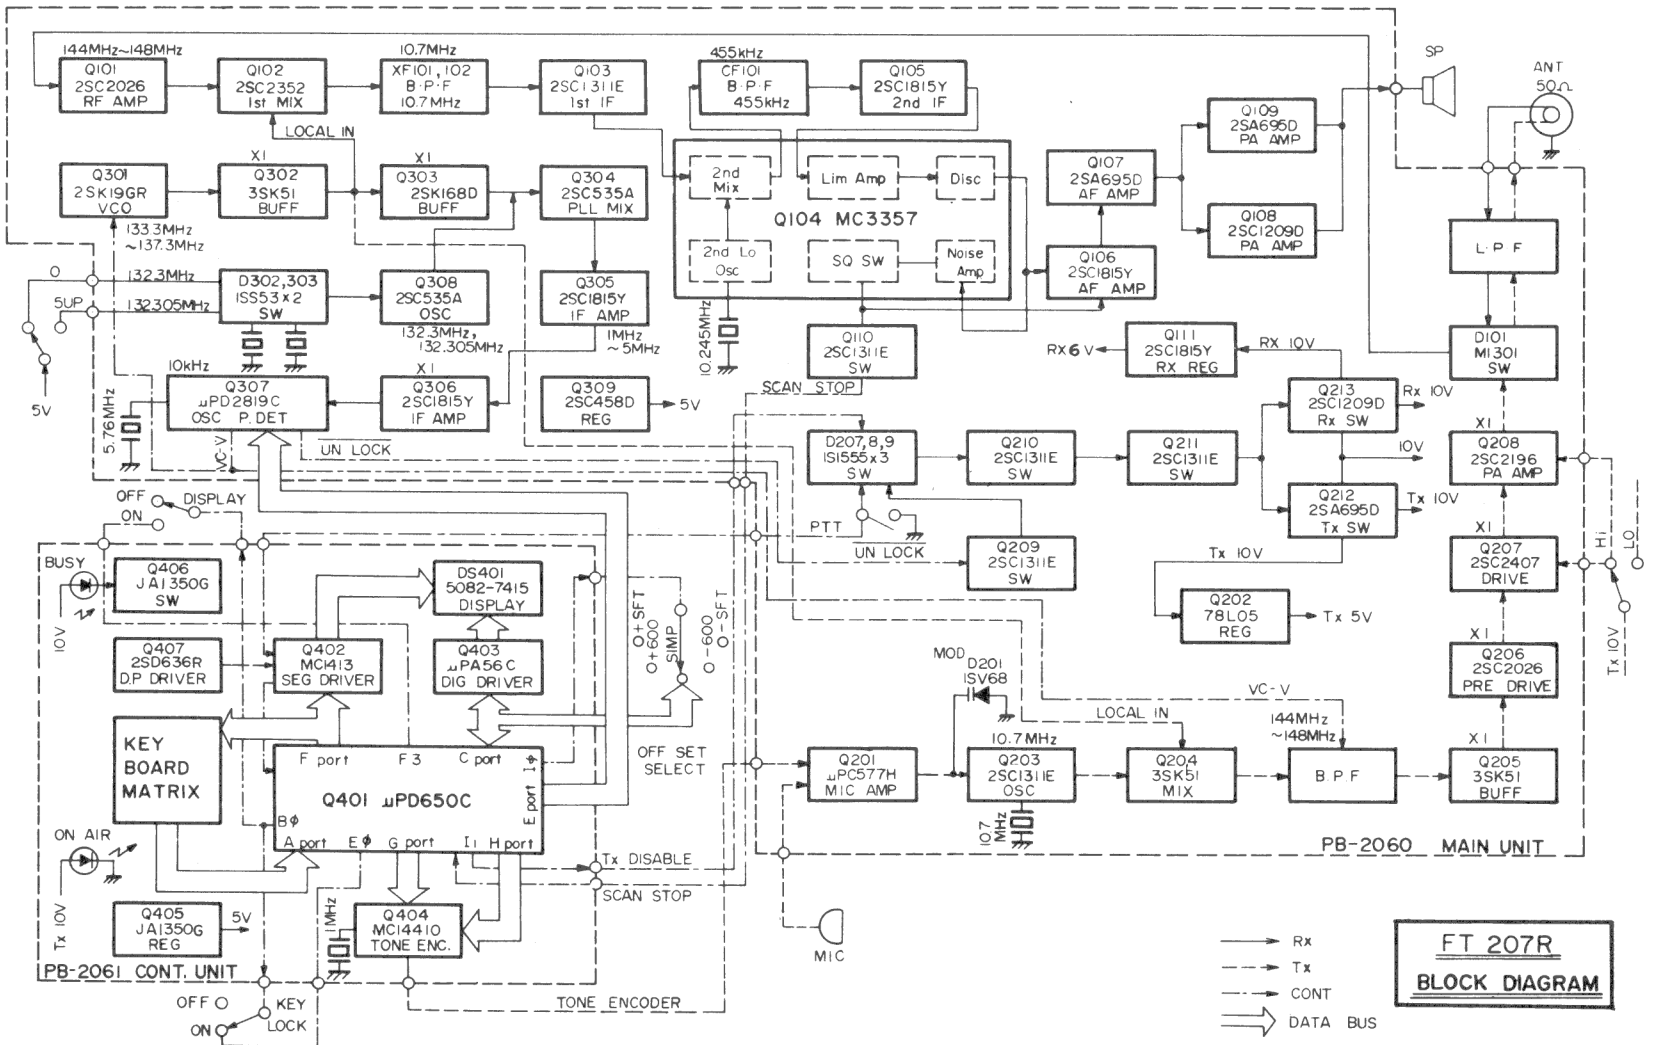 144MHz~148MHz
Q101
2SC2026
RF AMP
Q102
2SC2352
1st MIX
10.7MHz
XF101, 102
B·P·F
10.7MHz
Q103
2SC1311E
1st IF
455kHz
CF101
B·P·F
455kHz
Q105
2SC1815Y
2nd IF
SP
ANT
50Ω
LOCAL IN
Q109
2SA695D
PA AMP
Q301
2SK19GR
VCO
X1
Q302
3SK51
BUFF
X1
Q303
2SK168D
BUFF
Q304
2SC535A
PLL MIX
2nd
Mix
Lim Amp
Disc
Q104 MC3357
2nd Lo
Osc
SQ SW
Noise
Amp
Q107
2SA695D
AF AMP
Q108
2SC1209D
PA AMP
Q106
2SC1815Y
AF AMP
L·P·F
133.3MHz
~137.3MHz
O
132.3MHz
5UP
132.305MHz
5V
D302,303
ISS53×2
SW
Q308
2SC535A
OSC
132.3MHz,
132.305MHz
Q305
2SC1815Y
IF AMP
1MHz
~5MHz
10.245MHz
Q110
2SC1311E
SW
SCAN STOP
Rx 6V
Q111
2SC1815Y
RX REG
RX 10V
D101
M1301
SW
10kHz
5.76MHz
Q307
μPD2819C
OSC P. DET
X1
Q306
2SC1815Y
IF AMP
Q309
2SC458D
REG
5V
VC-V
UN LOCK
D207,8,9
ISI555x3
SW
Q210
2SC1311E
SW
Q211
2SC1311E
SW
Q213
2SC1209D
Rx SW
Rx 10V
10V
Q212
2SA695D
Tx SW
Tx 10V
X1
Q208
2SC2196
PA AMP
OFF
DISPLAY
ON
PTT
UN LOCK
Q209
2SC1311E
SW
Tx 10V
Q202
78L05
REG
Tx 5V
X1
Q207
2SC2407
DRIVE
Hi
LO
Tx 10V
BUSY
10V
Q406
JA1350G
SW
DS401
5082-7415
DISPLAY
Q407
2SD636R
D.P DRIVER
Q402
MC1413
SEG DRIVER
Q403
μPA56C
DIG DRIVER
O+SFT
O+600
SIMP
O-600
O-SFT
MOD
D201
ISV68
X1
Q206
2SC2026
PRE DRIVE
VC-V
LOCAL IN
144MHz
~148MHz
KEY
BOARD
MATRIX
F port
F3
C port
Iϕ
E port
Q401 μPD650C
Bϕ
A port
Eϕ
G port
I1
H port
OFF SET
SELECT
Q201
μPC577H
MIC AMP
10.7MHz
Q203
2SC1311E
OSC
10.7
MHz
Q204
3SK51
MIX
B.P.F
X1
Q205
3SK51
BUFF
PB-2060 MAIN UNIT
ON AIR
Tx 10V
Tx DISABLE
SCAN STOP
Q405
JA1350G
REG
5V
1MHz
Q404
MC14410
TONE ENC.
PB-2061 CONT. UNIT
TONE ENCODER
MIC
OFF
KEY
LOCK
ON
Rx
Tx
CONT
DATA BUS
FT 207R
BLOCK DIAGRAM